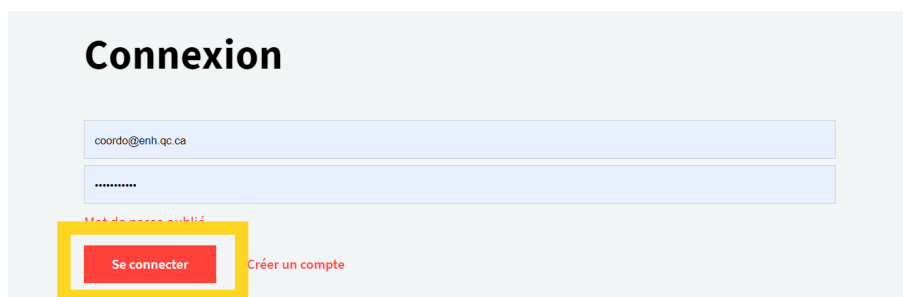 Connexion
coordo@enh.qc.ca
•••••••••••
Mot de passe oublié
Se connecter
Créer un compte